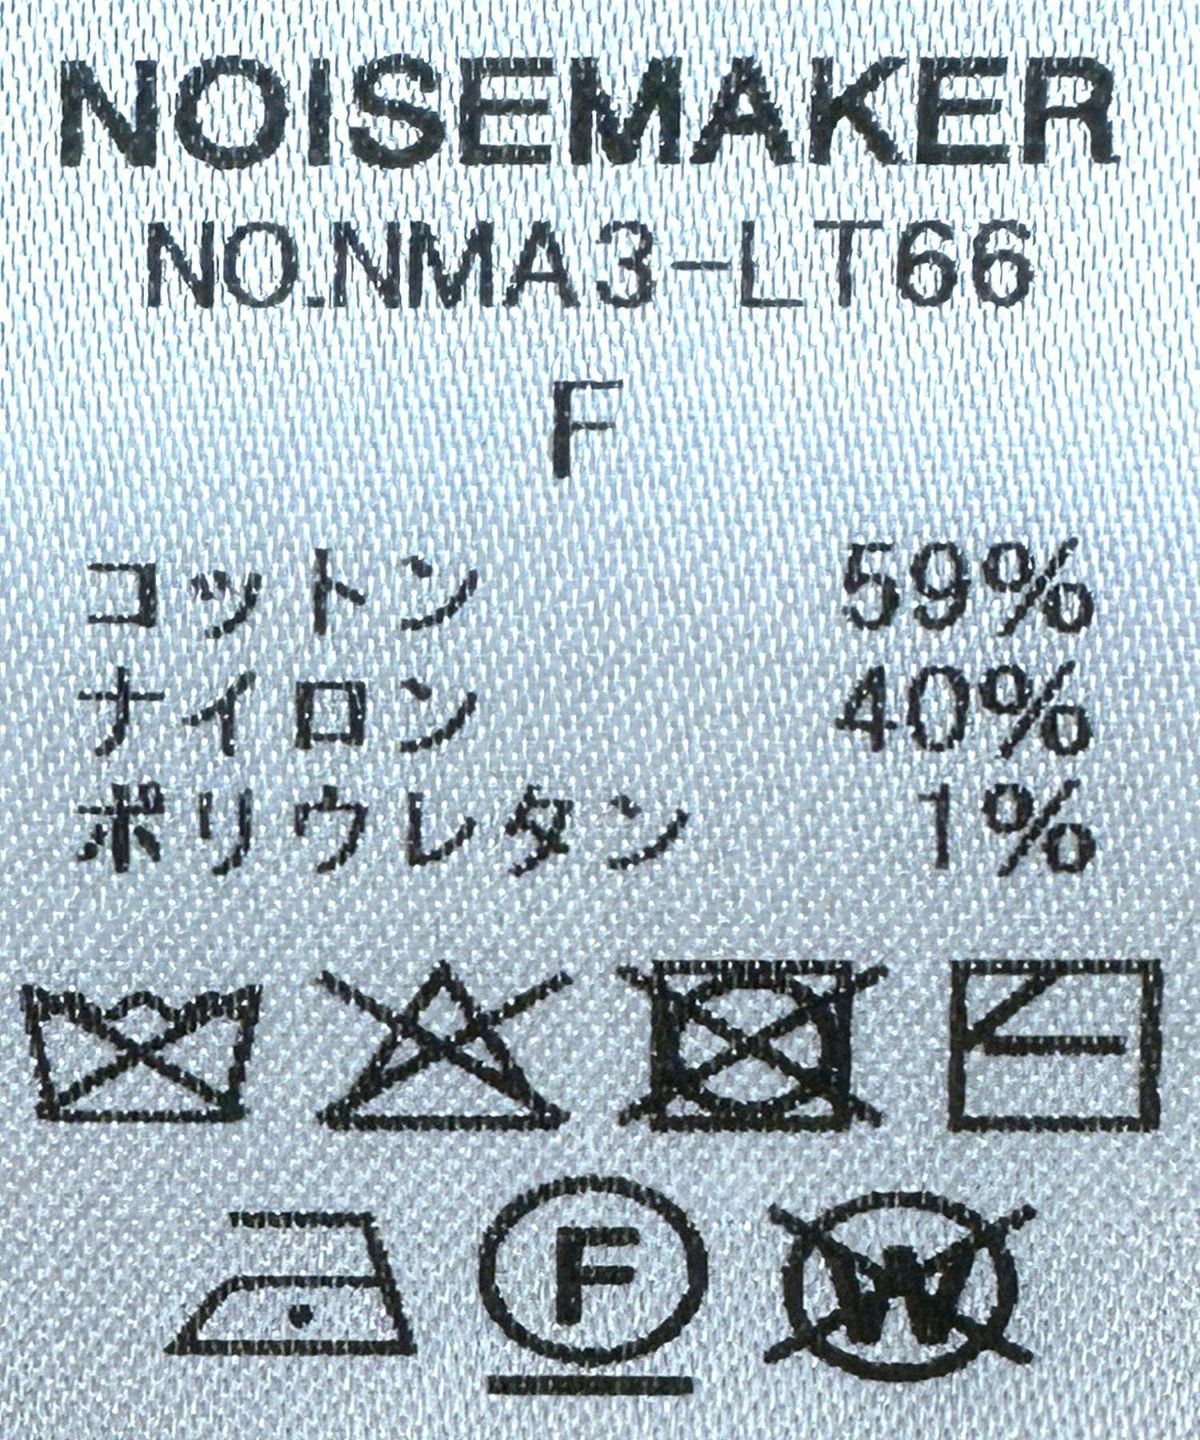 NOISEMAKER
NO.NMA3-LT66
F
コットン 59%
ナイロン 40%
ポリウレタン 1%
F
W